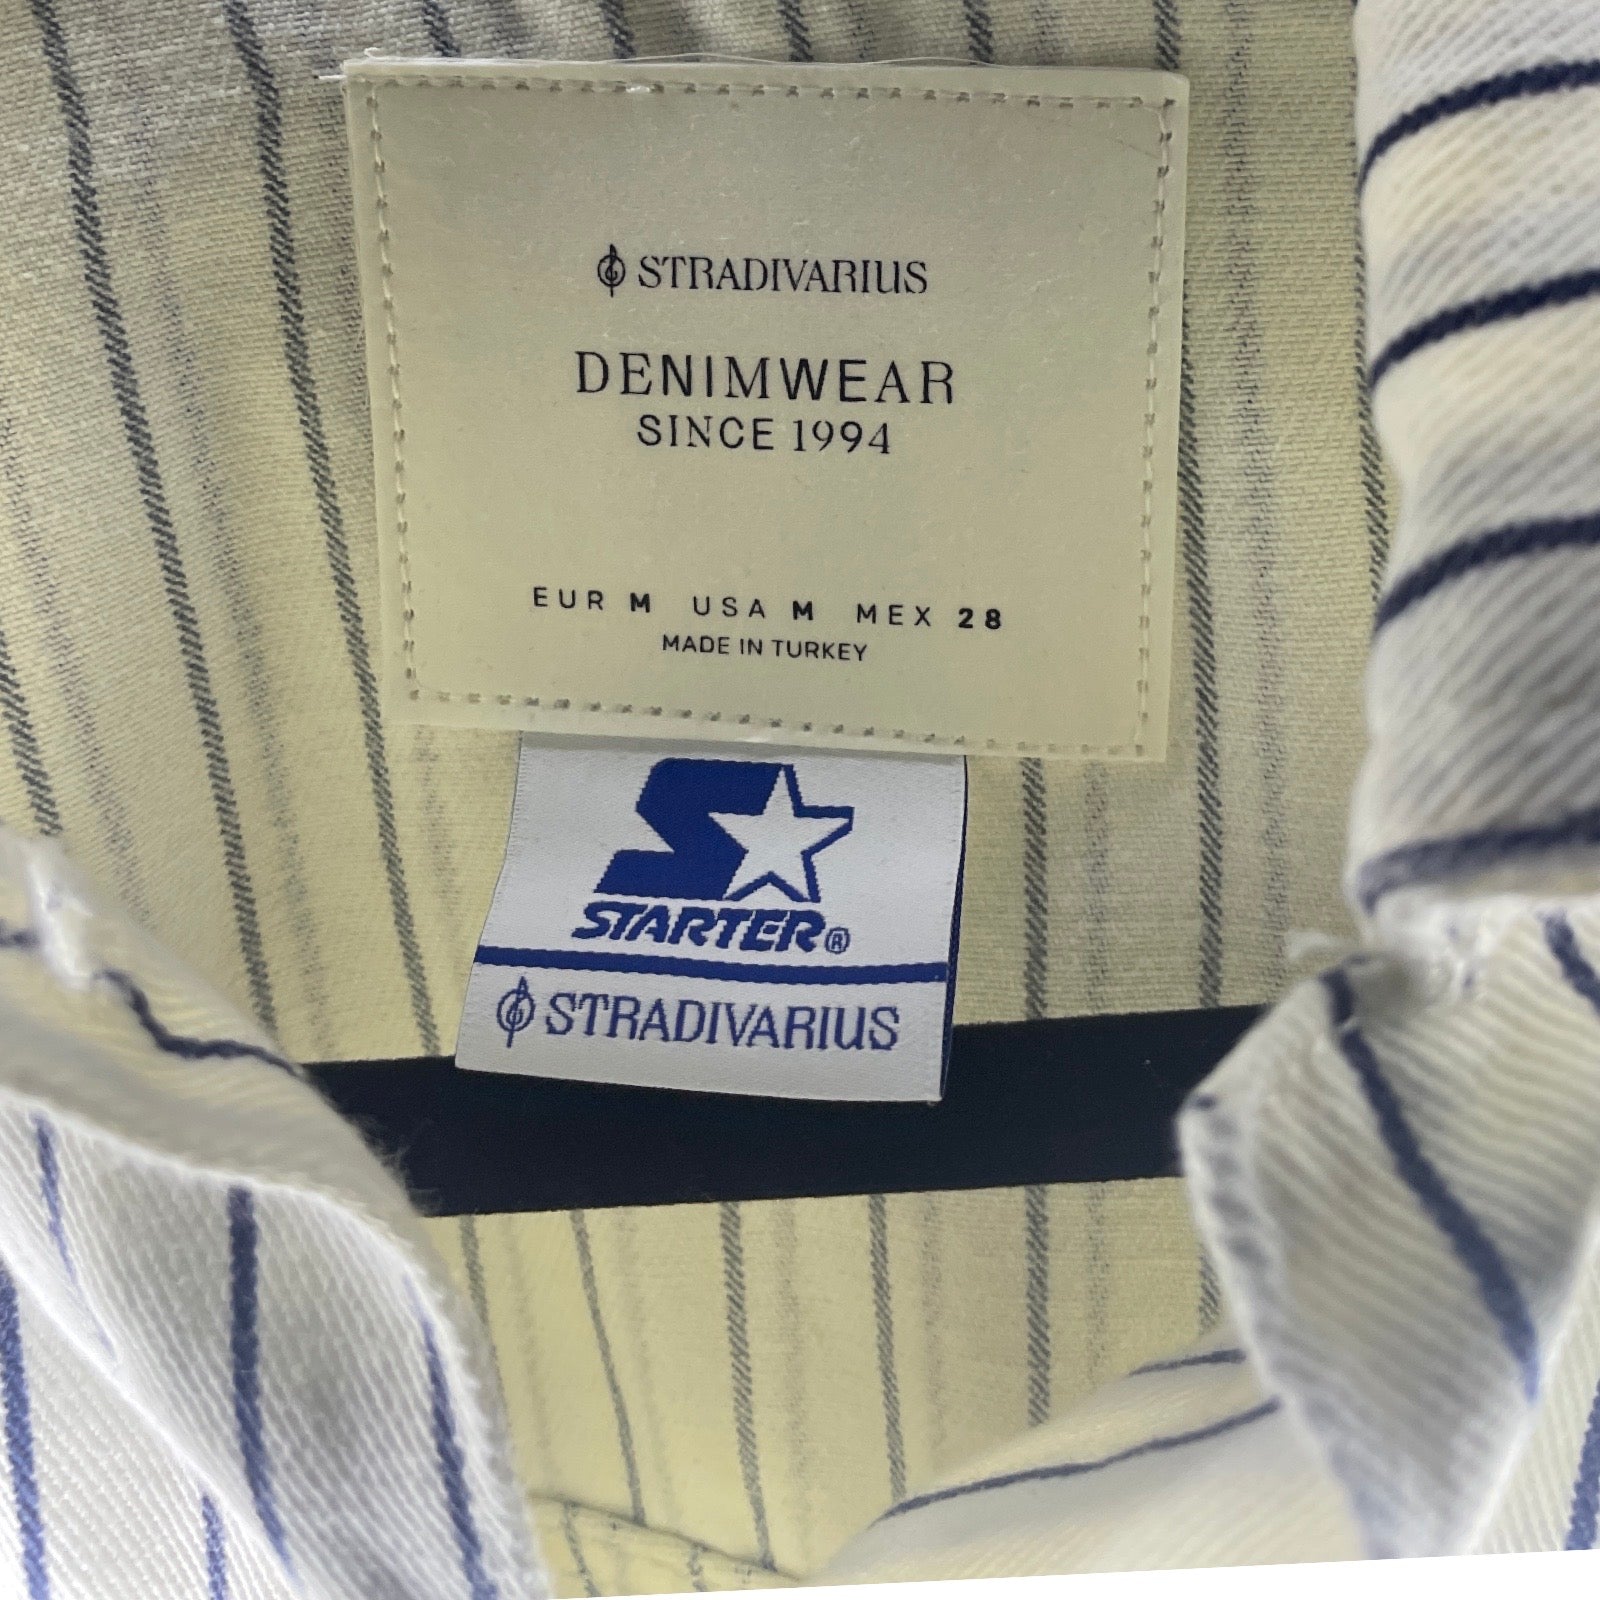 STRADIVARIUS
DENIMWEAR
SINCE 1994
EUR M USA M MEX 28
MADE IN TURKEY
STARTER®
STRADIVARIUS